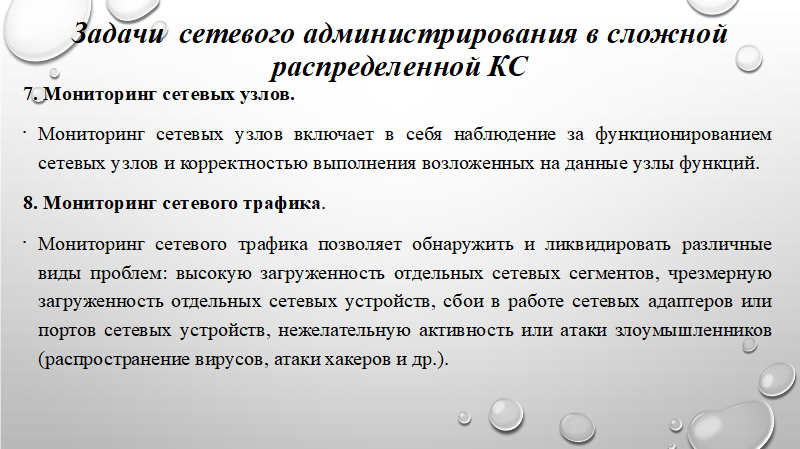 Задачи сетевого администрирования в сложной
распределенной КС
7. Мониторинг сетевых узлов.
· Мониторинг сетевых узлов включает в себя наблюдение за функционированием
сетевых узлов и корректностью выполнения возложенных на данные узлы функций.
8. Мониторинг сетевого трафика.
· Мониторинг сетевого трафика позволяет обнаружить и ликвидировать различные
виды проблем: высокую загруженность отдельных сетевых сегментов, чрезмерную
загруженность отдельных сетевых устройств, сбои в работе сетевых адаптеров или
портов сетевых устройств, нежелательную активность или атаки злоумышленников
(распространение вирусов, атаки хакеров и др.).